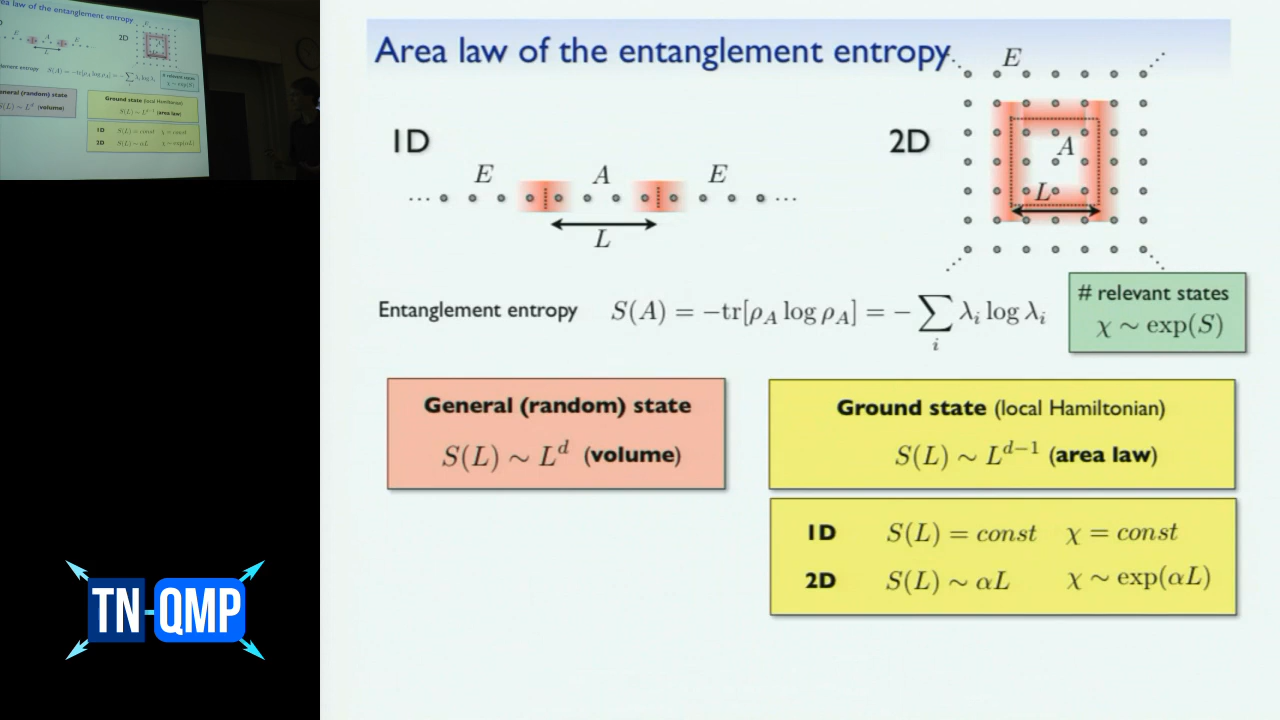 Area law of the entanglement entropy
1D
E A E
L
2D
E
A
L
Entanglement entropy S(A) = −tr[ρ_A log ρ_A] = − ∑_i λ_i log λ_i
# relevant states
χ ∼ exp(S)
General (random) state
S(L) ∼ L^d (volume)
Ground state (local Hamiltonian)
S(L) ∼ L^{d−1} (area law)
1D S(L) = const χ = const
2D S(L) ∼ αL χ ∼ exp(αL)
TN-QMP